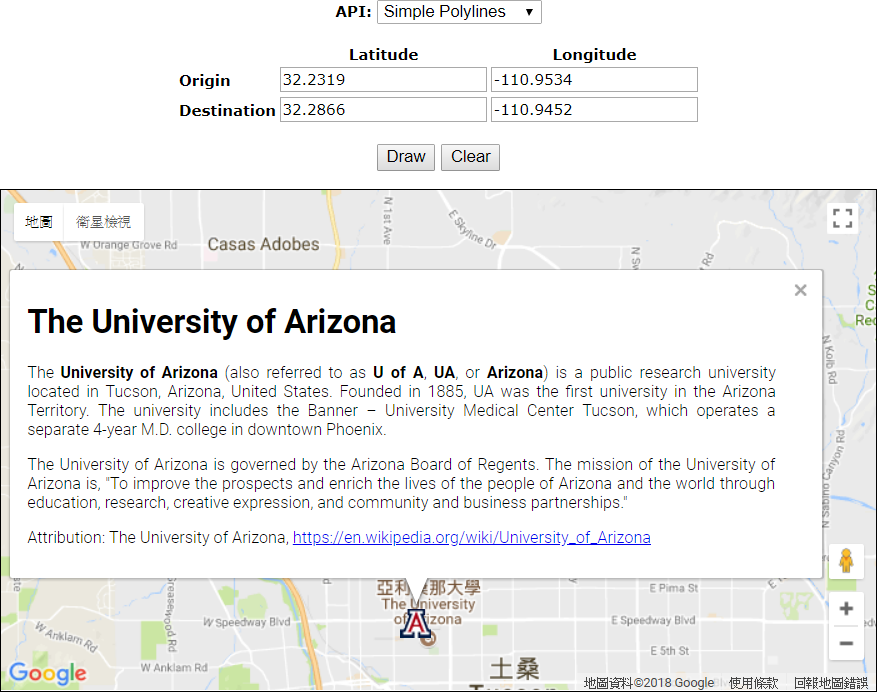 API: Simple Polylines
Latitude Longitude
Origin 32.2319 -110.9534
Destination 32.2866 -110.9452
Draw Clear
地圖 衛星檢視
W Orange Grove Rd
Casas Adobes
N 1st Ave
E Skyline Dr
The University of Arizona
The University of Arizona (also referred to as U of A, UA, or Arizona) is a public research university
located in Tucson, Arizona, United States. Founded in 1885, UA was the first university in the Arizona
Territory. The university includes the Banner – University Medical Center Tucson, which operates a
separate 4-year M.D. college in downtown Phoenix.
The University of Arizona is governed by the Arizona Board of Regents. The mission of the University of
Arizona is, "To improve the prospects and enrich the lives of the people of Arizona and the world through
education, research, creative expression, and community and business partnerships."
Attribution: The University of Arizona, https://en.wikipedia.org/wiki/University_of_Arizona
N Kolb Rd
N Sabino Canyon Rd
The University
E Pima St
W Speedway Blvd
E Speedway Blvd
W Anklam Rd
E 5th St
W Anklam Rd
土桑
Tucson
Google
地圖資料©2018 Google 使用條款 回報地圖錯誤